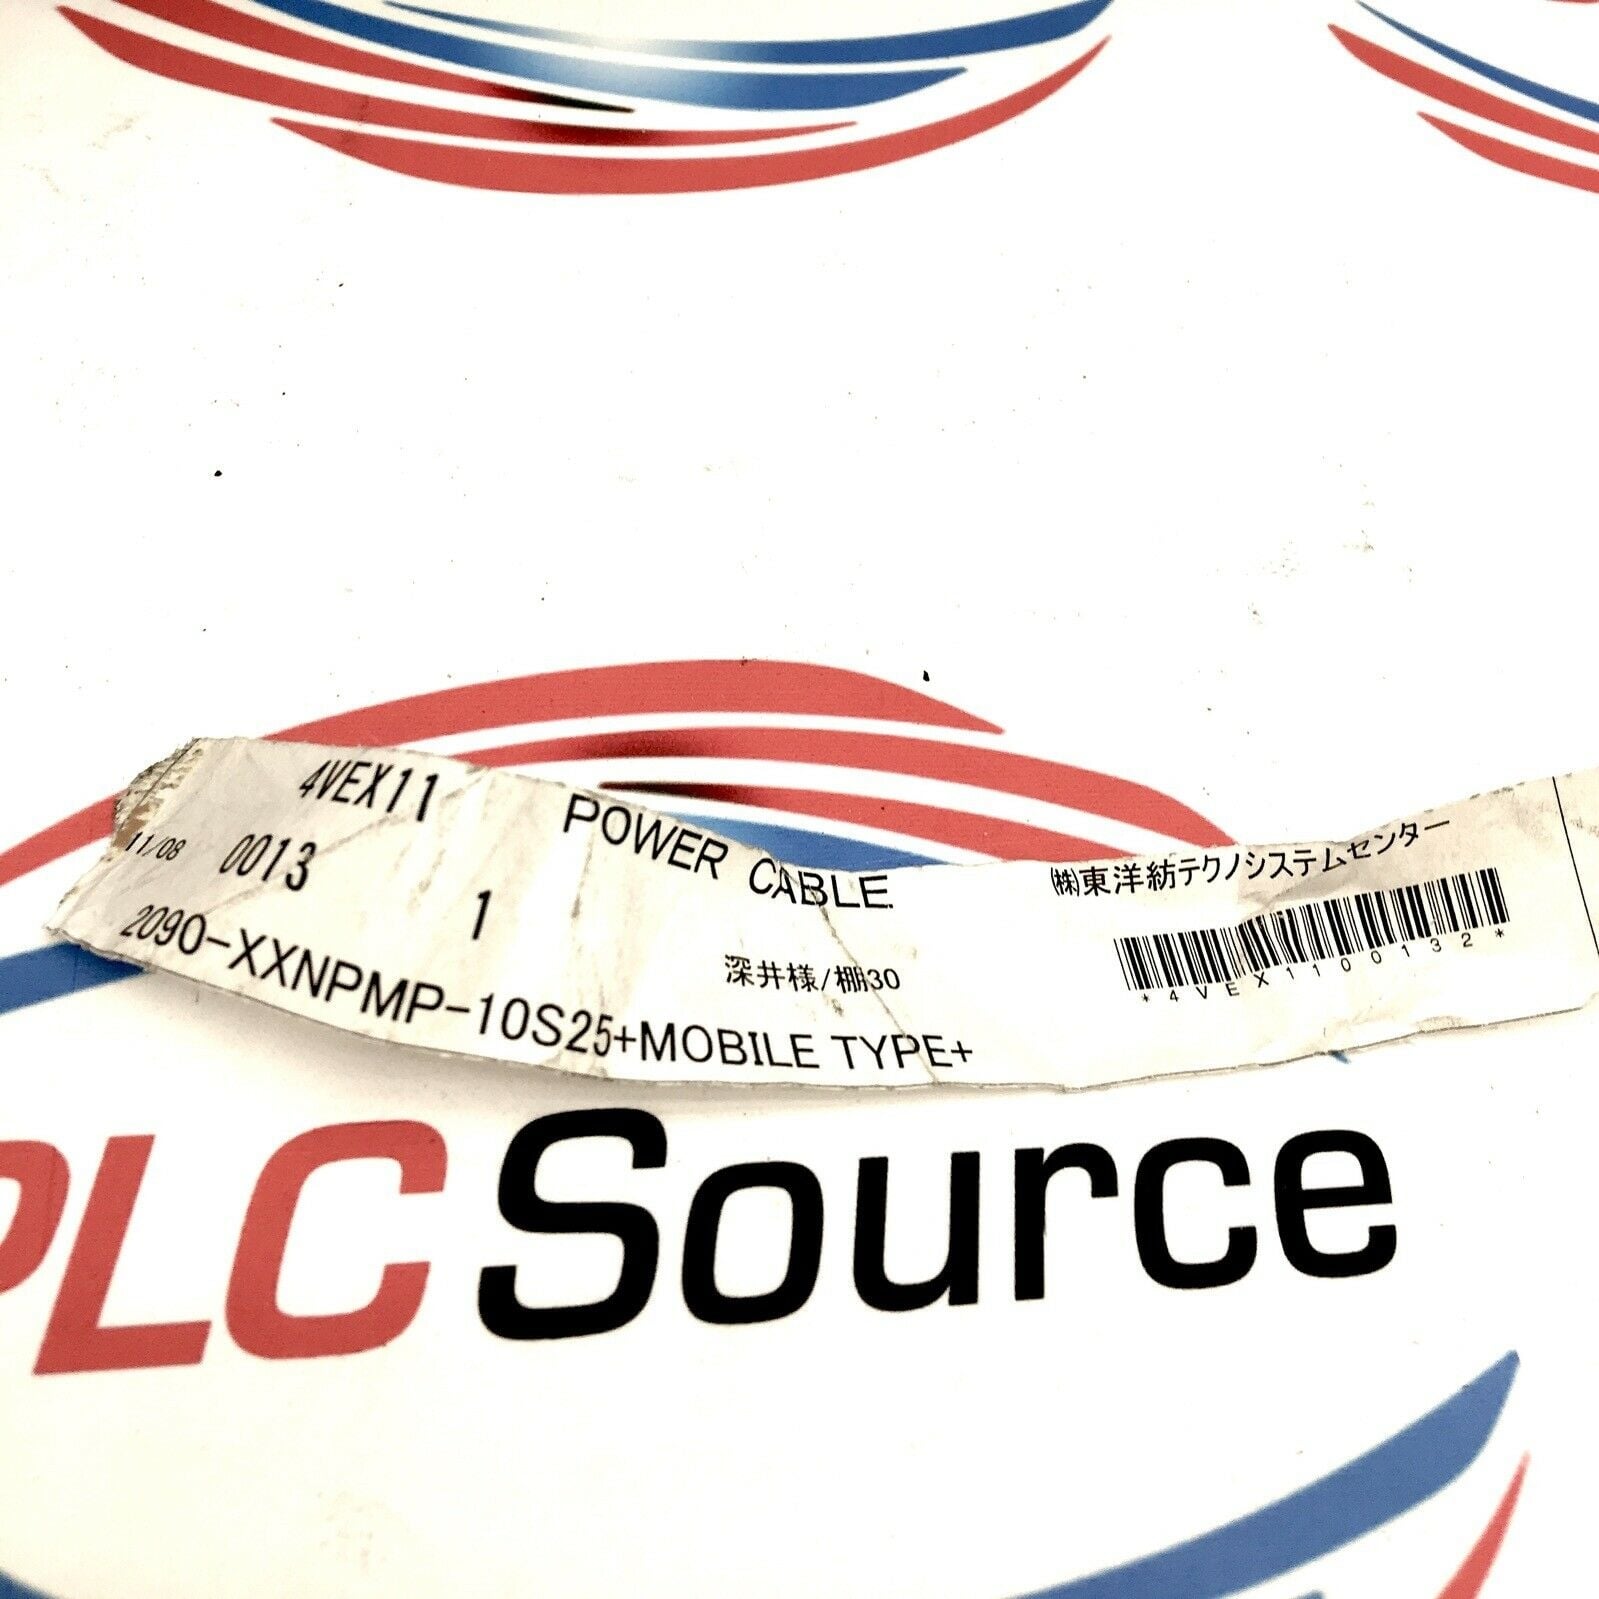 4VEX11 POWER CABLE
11/08 0013 1
㈱東洋紡テクノシステムセンター
深井様/棚30
*4VEX1100132*
2090-XXNPMP-10S25+MOBILE TYPE+
PLC Source